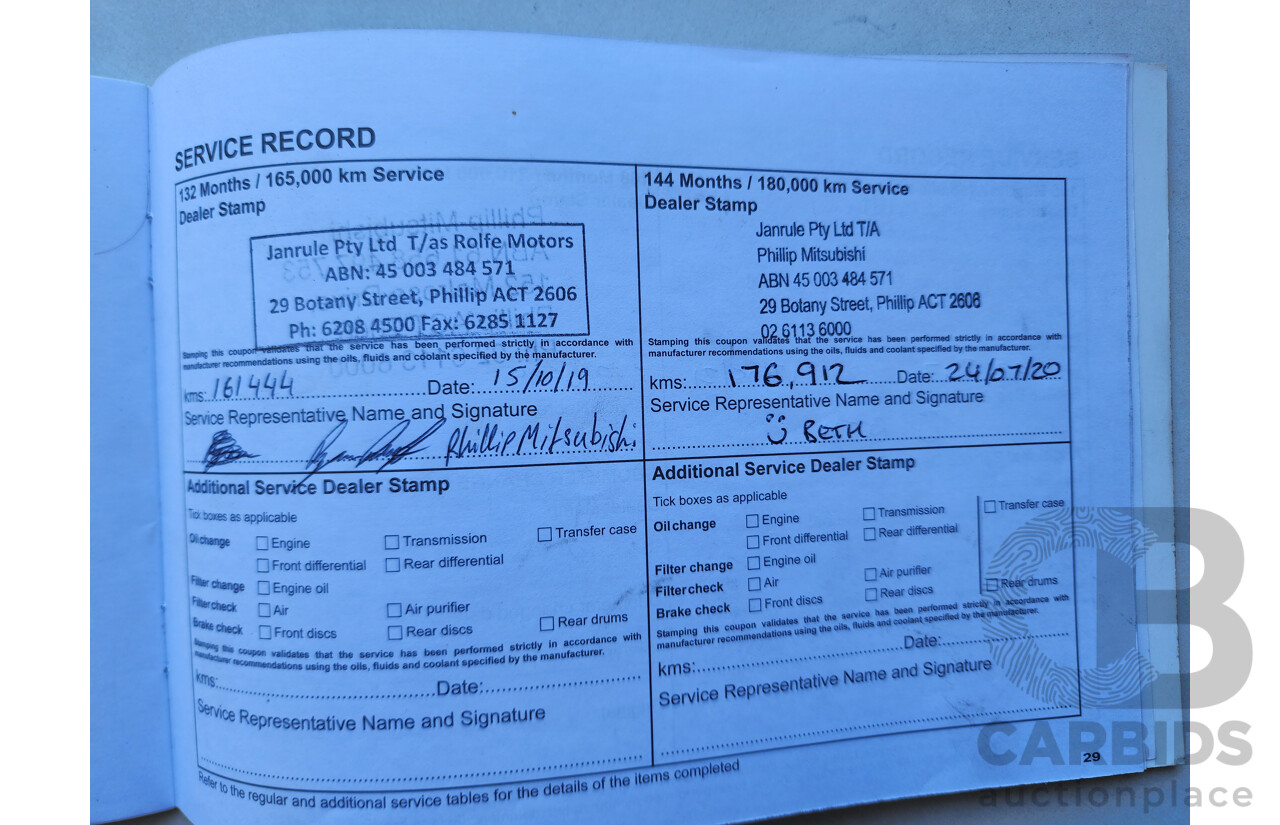 SERVICE RECORD
132 Months / 165,000 km Service
Dealer Stamp
Janrule Pty Ltd T/as Rolfe Motors
ABN: 45 003 484 571
29 Botany Street, Phillip ACT 2606
Ph: 6208 4500 Fax: 6285 1127
Stamping this coupon validates that the service has been performed strictly in accordance with
manufacturer recommendations using the oils, fluids and coolant specified by the manufacturer.
kms: 161444 Date: 15/10/19
Service Representative Name and Signature
Phillip Mitsubishi
Additional Service Dealer Stamp
Tick boxes as applicable
Oil change Engine Transmission Transfer case
Front differential Rear differential
Filter change Engine oil
Filter check Air Air purifier
Brake check Front discs Rear discs Rear drums
Stamping this coupon validates that the service has been performed strictly in accordance with
manufacturer recommendations using the oils, fluids and coolant specified by the manufacturer.
kms: Date:
Service Representative Name and Signature
144 Months / 180,000 km Service
Dealer Stamp
Janrule Pty Ltd T/A
Phillip Mitsubishi
ABN 45 003 484 571
29 Botany Street, Phillip ACT 2606
02 6113 6000
Stamping this coupon validates that the service has been performed strictly in accordance with
manufacturer recommendations using the oils, fluids and coolant specified by the manufacturer.
kms: 176,912 Date: 24/07/20
Service Representative Name and Signature
BETH
Additional Service Dealer Stamp
Tick boxes as applicable
Oil change Engine Transmission Transfer case
Front differential Rear differential
Filter change Engine oil
Filter check Air Air purifier
Brake check Front discs Rear discs Rear drums
Stamping this coupon validates that the service has been performed strictly in accordance with
manufacturer recommendations using the oils, fluids and coolant specified by the manufacturer.
kms: Date:
Service Representative Name and Signature
Refer to the regular and additional service tables for the details of the items completed
29
CARBIDS
auctionplace